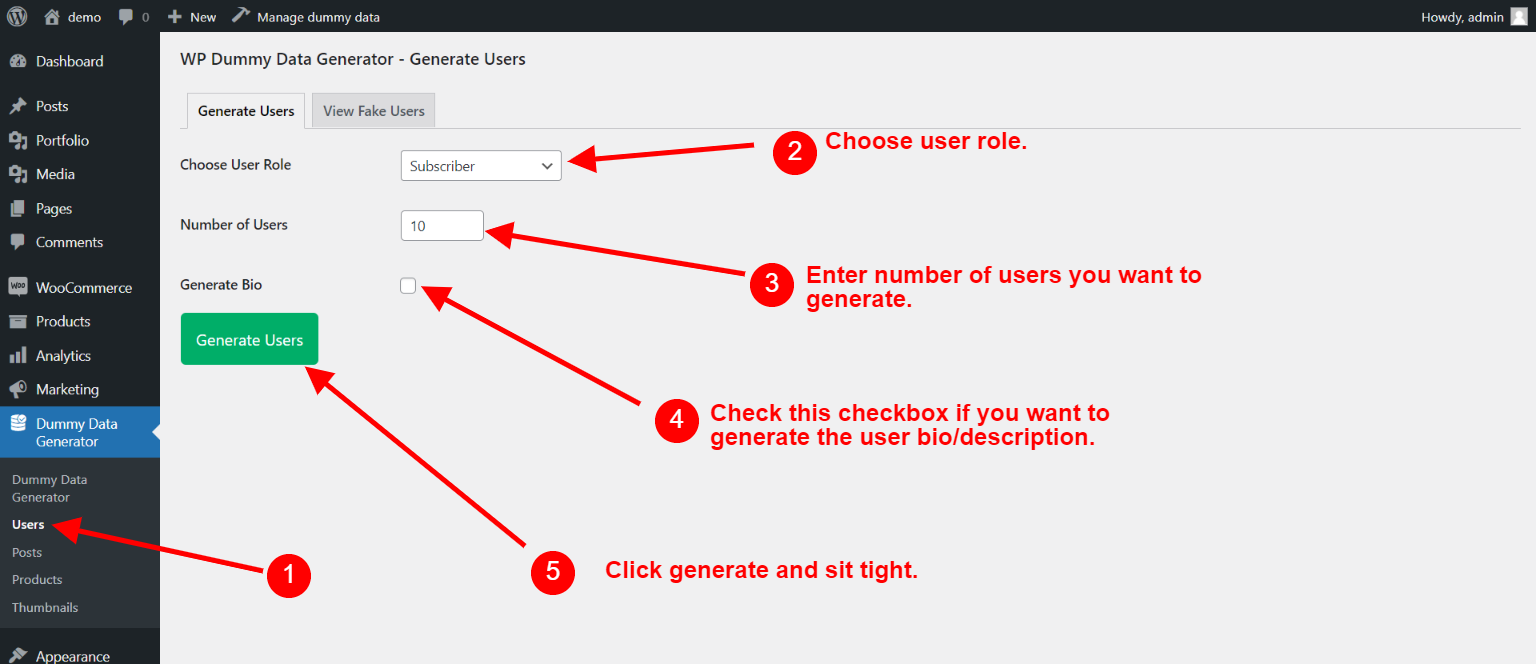 demo
0
New
Manage dummy data
Howdy, admin
Dashboard
Posts
Portfolio
Media
Pages
Comments
WOO
WooCommerce
Products
Analytics
Marketing
Dummy Data
Generator
Dummy Data
Generator
Users
Posts
Products
Thumbnails
Appearance
WP Dummy Data Generator - Generate Users
Generate Users
View Fake Users
Choose User Role
Subscriber
2
Choose user role.
Number of Users
10
3
Enter number of users you want to
generate.
Generate Bio
Generate Users
4
Check this checkbox if you want to
generate the user bio/description.
1
5
Click generate and sit tight.